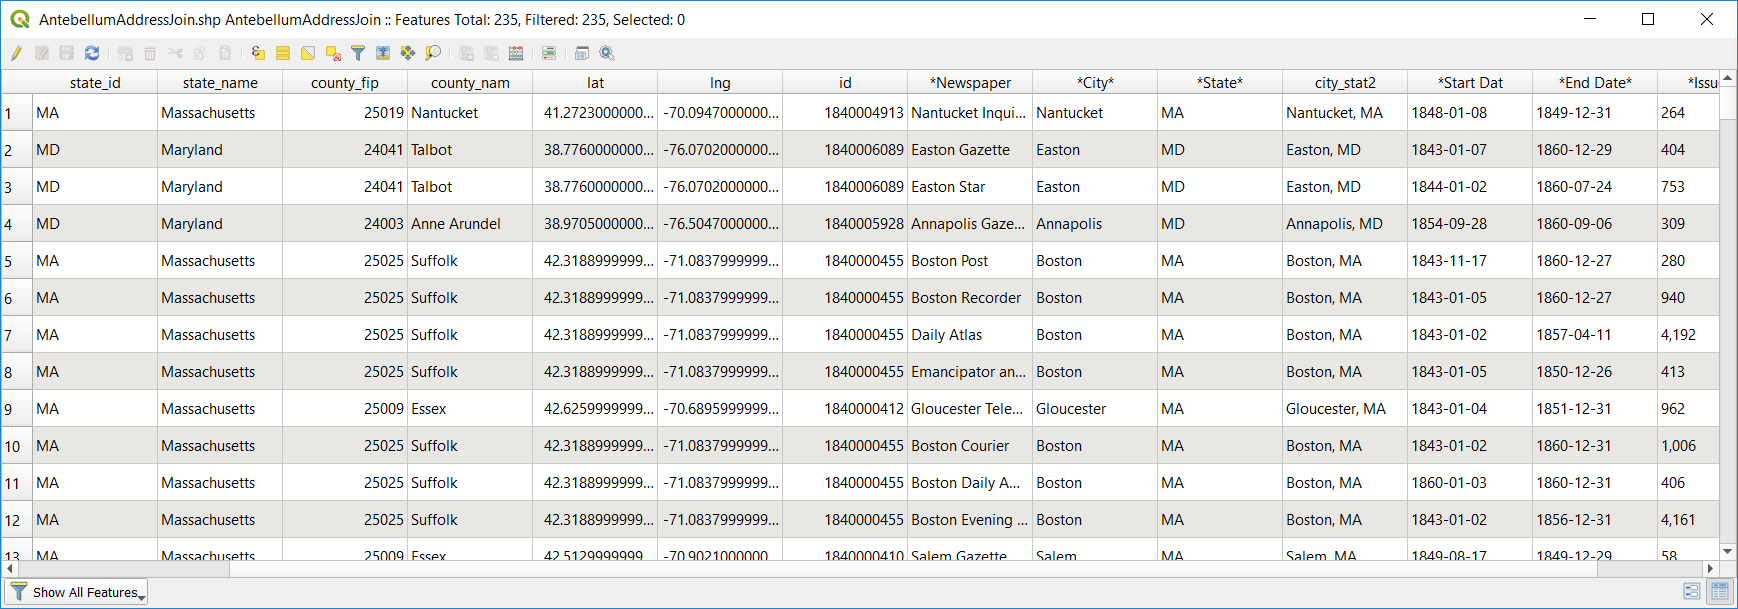 AntebellumAddressJoin.shp AntebellumAddressJoin :: Features Total: 235, Filtered: 235, Selected: 0
state_id state_name county_fip county_nam lat lng id *Newspaper *City* *State* city_stat2 *Start Dat *End Date* *Issu
1 MA Massachusetts 25019 Nantucket 41.2723000000... -70.0947000000... 1840004913 Nantucket Inqui... Nantucket MA Nantucket, MA 1848-01-08 1849-12-31 264
2 MD Maryland 24041 Talbot 38.7760000000... -76.0702000000... 1840006089 Easton Gazette Easton MD Easton, MD 1843-01-07 1860-12-29 404
3 MD Maryland 24041 Talbot 38.7760000000... -76.0702000000... 1840006089 Easton Star Easton MD Easton, MD 1844-01-02 1860-07-24 753
4 MD Maryland 24003 Anne Arundel 38.9705000000... -76.5047000000... 1840005928 Annapolis Gaze... Annapolis MD Annapolis, MD 1854-09-28 1860-09-06 309
5 MA Massachusetts 25025 Suffolk 42.3188999999... -71.0837999999... 1840000455 Boston Post Boston MA Boston, MA 1843-11-17 1860-12-27 280
6 MA Massachusetts 25025 Suffolk 42.3188999999... -71.0837999999... 1840000455 Boston Recorder Boston MA Boston, MA 1843-01-05 1860-12-27 940
7 MA Massachusetts 25025 Suffolk 42.3188999999... -71.0837999999... 1840000455 Daily Atlas Boston MA Boston, MA 1843-01-02 1857-04-11 4,192
8 MA Massachusetts 25025 Suffolk 42.3188999999... -71.0837999999... 1840000455 Emancipator an... Boston MA Boston, MA 1843-01-05 1850-12-26 413
9 MA Massachusetts 25009 Essex 42.6259999999... -70.6895999999... 1840000412 Gloucester Tele... Gloucester MA Gloucester, MA 1843-01-04 1851-12-31 962
10 MA Massachusetts 25025 Suffolk 42.3188999999... -71.0837999999... 1840000455 Boston Courier Boston MA Boston, MA 1843-01-02 1860-12-31 1,006
11 MA Massachusetts 25025 Suffolk 42.3188999999... -71.0837999999... 1840000455 Boston Daily A... Boston MA Boston, MA 1860-01-03 1860-12-31 406
12 MA Massachusetts 25025 Suffolk 42.3188999999... -71.0837999999... 1840000455 Boston Evening ... Boston MA Boston, MA 1843-01-02 1856-12-31 4,161
13 MA Massachusetts 25009 Essex 42.5129999999... -70.9021000000... 1840000410 Salem Gazette Salem MA Salem, MA 1849-08-17 1849-12-29 58
Show All Features